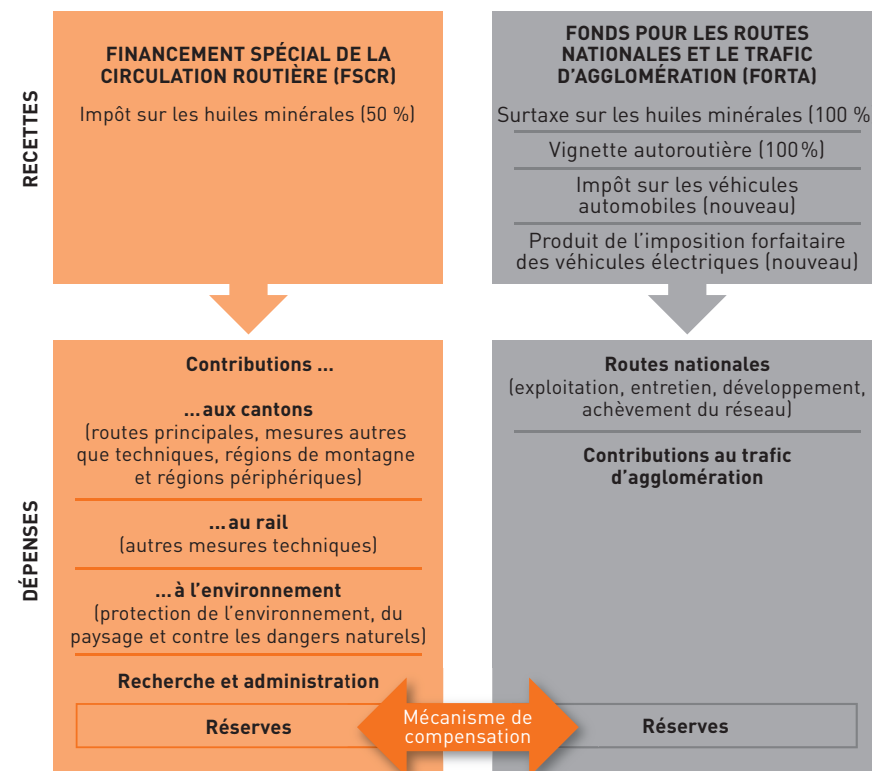 RECETTES
FINANCEMENT SPÉCIAL DE LA
CIRCULATION ROUTIÈRE (FSCR)
Impôt sur les huiles minérales (50 %)
FONDS POUR LES ROUTES
NATIONALES ET LE TRAFIC
D'AGGLOMÉRATION (FORTA)
Surtaxe sur les huiles minérales (100 %
Vignette autoroutière (100%)
Impôt sur les véhicules
automobiles (nouveau)
Produit de l'imposition forfaitaire
des véhicules électriques (nouveau)
DÉPENSES
Contributions ...
...aux cantons
(routes principales, mesures autres
que techniques, régions de montagne
et régions périphériques)
...au rail
(autres mesures techniques)
...à l'environnement
(protection de l'environnement, du
paysage et contre les dangers naturels)
Recherche et administration
Réserves
Mécanisme de
compensation
Routes nationales
(exploitation, entretien, développement,
achèvement du réseau)
Contributions au trafic
d'agglomération
Réserves